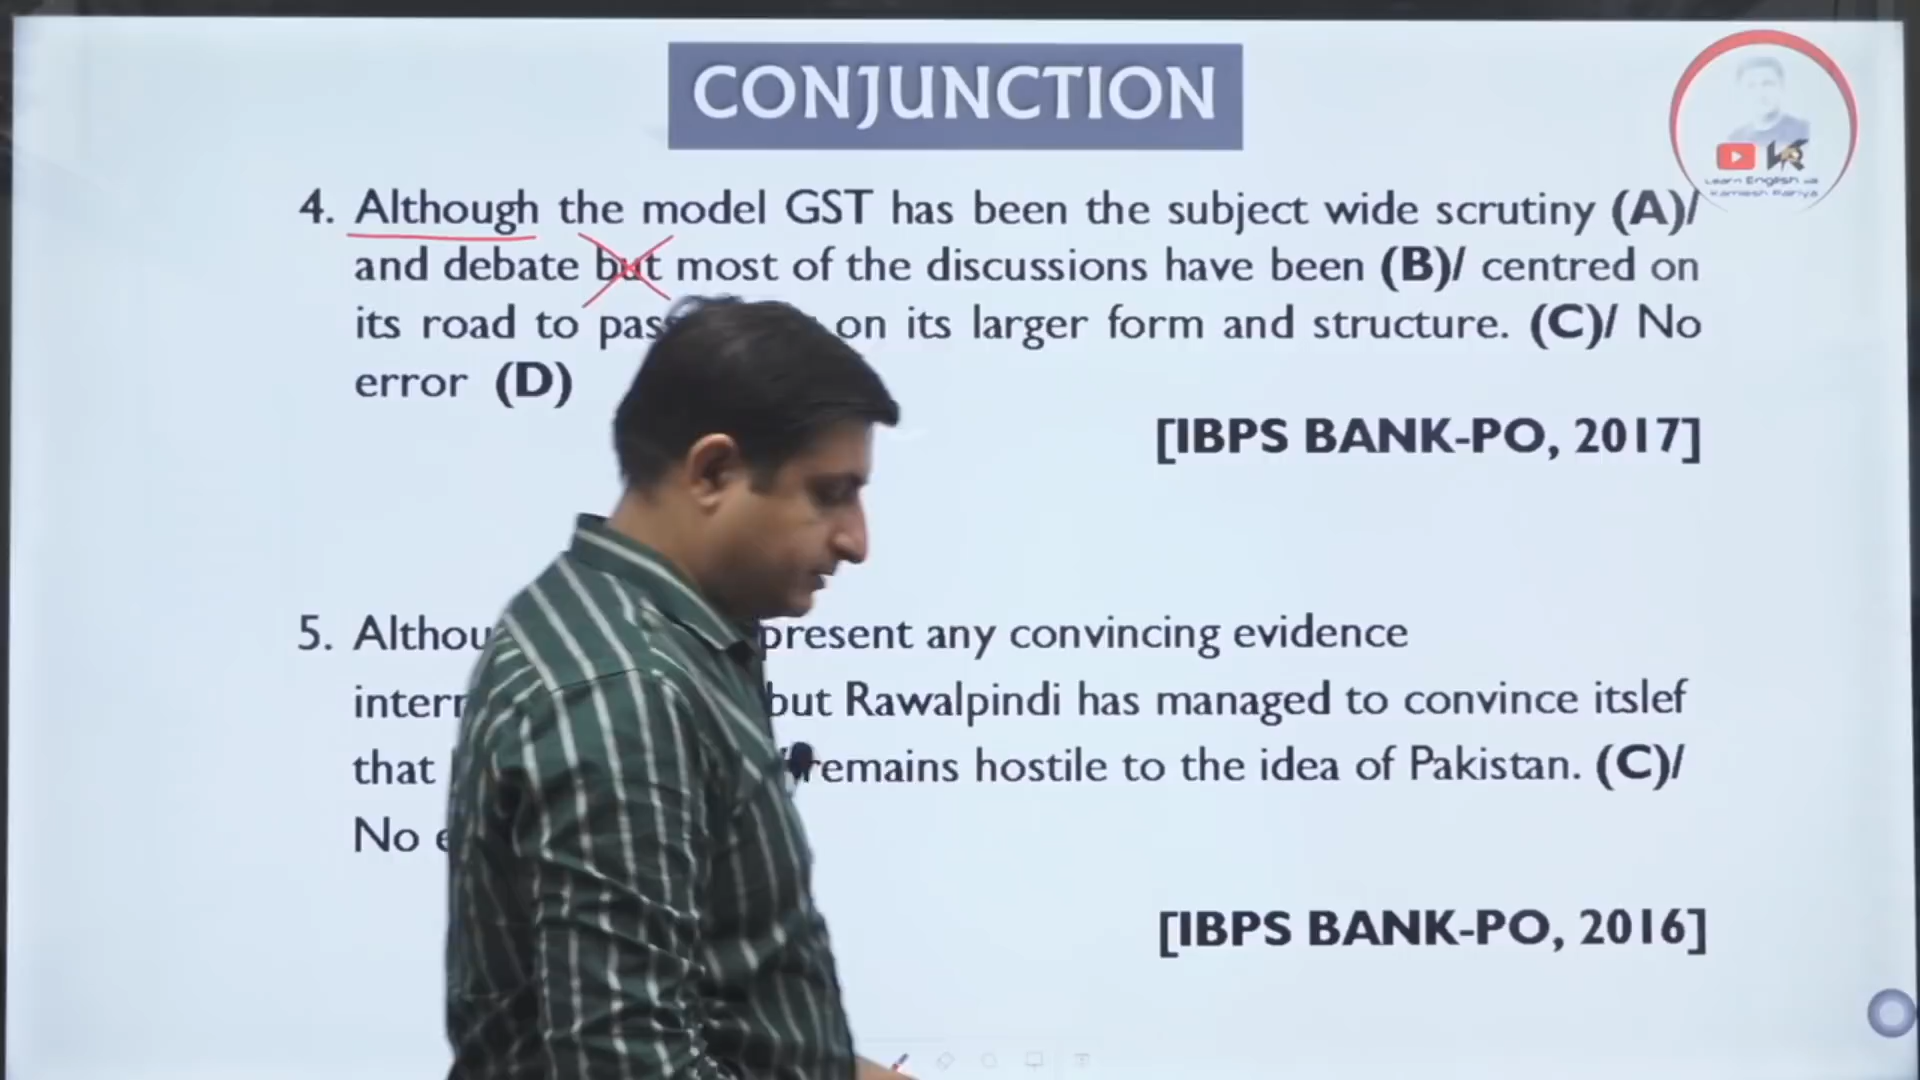 CONJUNCTION
4. Although the model GST has been the subject wide scrutiny (A)/
and debate but most of the discussions have been (B)/ centred on
its road to on its larger form and structure. (C)/ No
error (D)
[IBPS BANK-PO, 2017]
5. present any convincing evidence
but Rawalpindi has managed to convince itslef
that remains hostile to the idea of Pakistan. (C)/
No
[IBPS BANK-PO, 2016]
Learn English